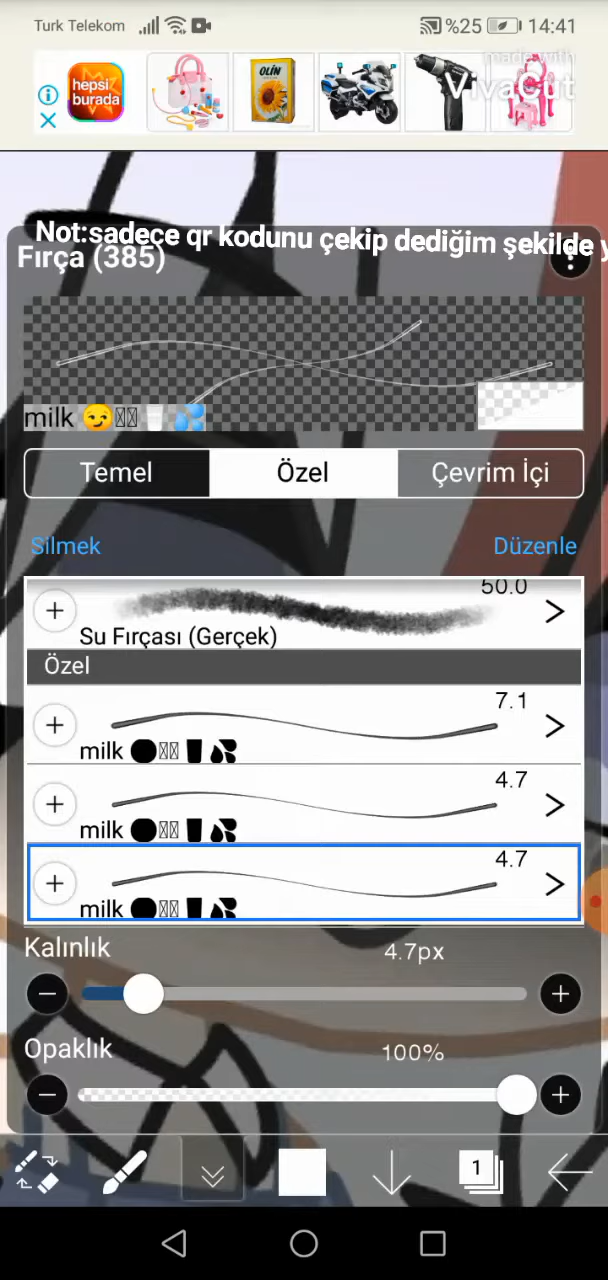 Turk Telekom
%25 14:41
hepsi
burada
OLİN
made with
VivaCut
Not:sadece qr kodunu çekip dediğim şekilde y
Fırça (385)
milk 😏 🥛 💦
Temel Özel Çevrim İçi
Silmek Düzenle
50.0
Su Fırçası (Gerçek)
Özel
7.1
milk
4.7
milk
4.7
milk
Kalınlık 4.7px
Opaklık 100%
1